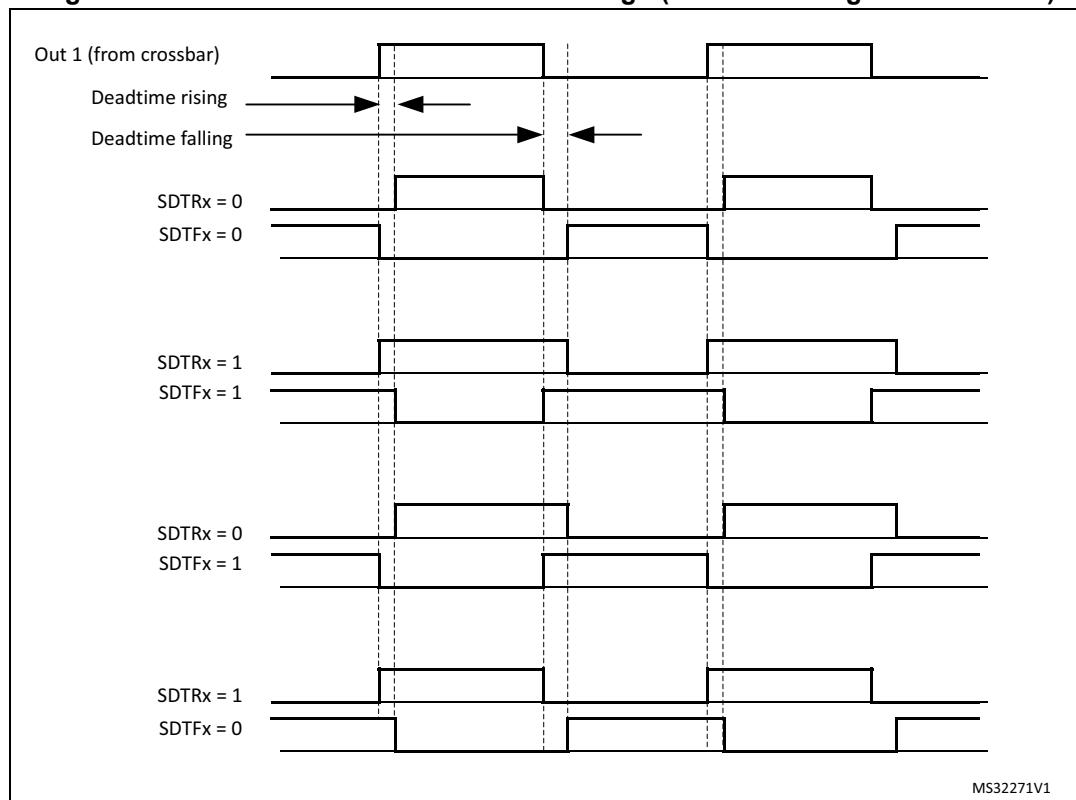 Out 1 (from crossbar)
Deadtime rising
Deadtime falling
SDTRx = 0
SDTFx = 0
SDTRx = 1
SDTFx = 1
SDTRx = 0
SDTFx = 1
SDTRx = 1
SDTFx = 0
MS32271V1